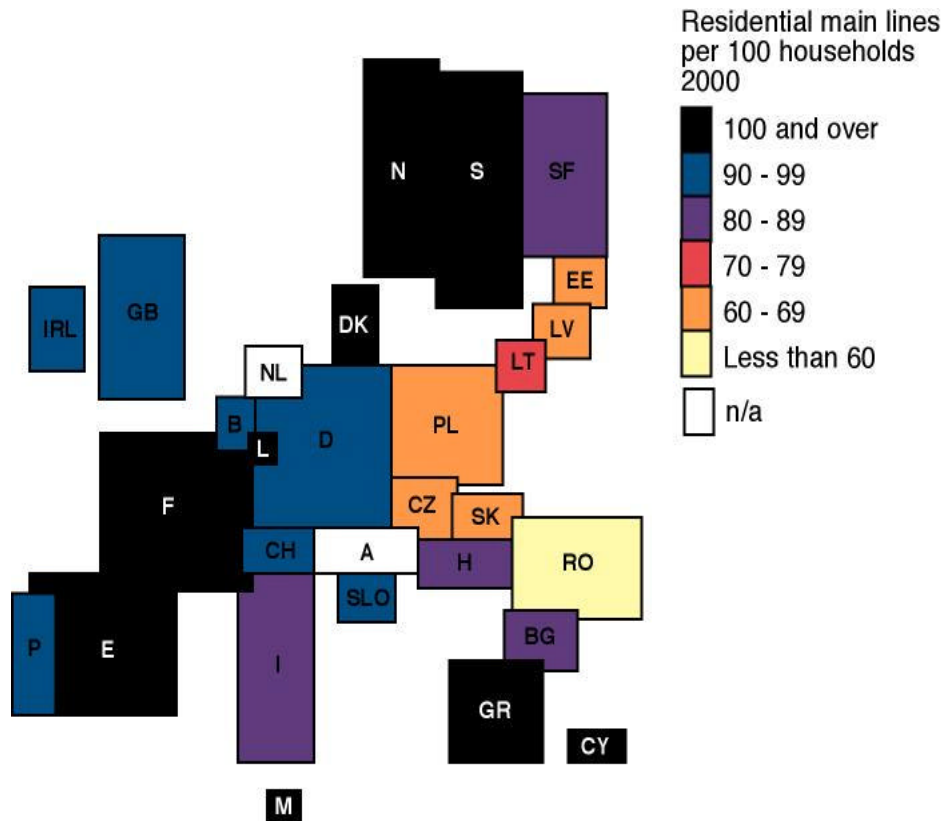 Residential main lines
per 100 households
2000
100 and over
90 - 99
80 - 89
70 - 79
60 - 69
Less than 60
n/a
N
S
SF
EE
LV
LT
IRL
GB
DK
NL
B
L
D
PL
F
CZ
SK
CH
A
H
RO
SLO
P
E
I
BG
GR
CY
M